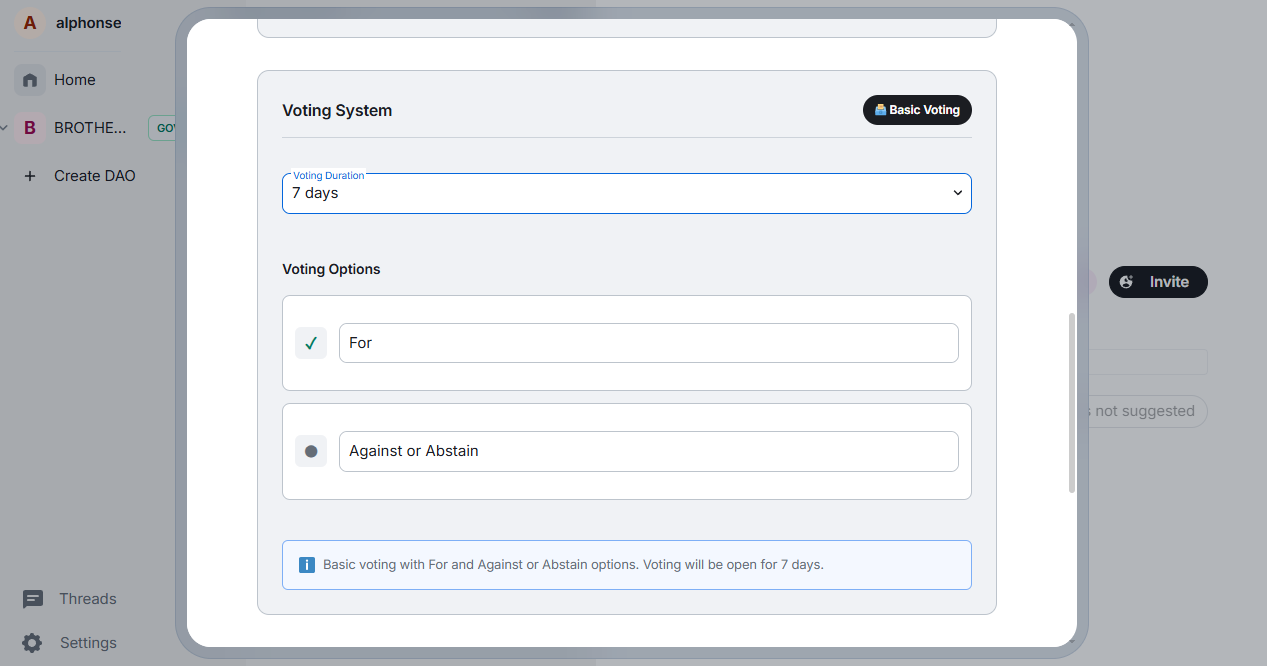 A alphonse
Home
B BROTHE... GOV
+ Create DAO
Voting System
Basic Voting
Voting Duration
7 days
Voting Options
For
Against or Abstain
Basic voting with For and Against or Abstain options. Voting will be open for 7 days.
Invite
not suggested
Threads
Settings